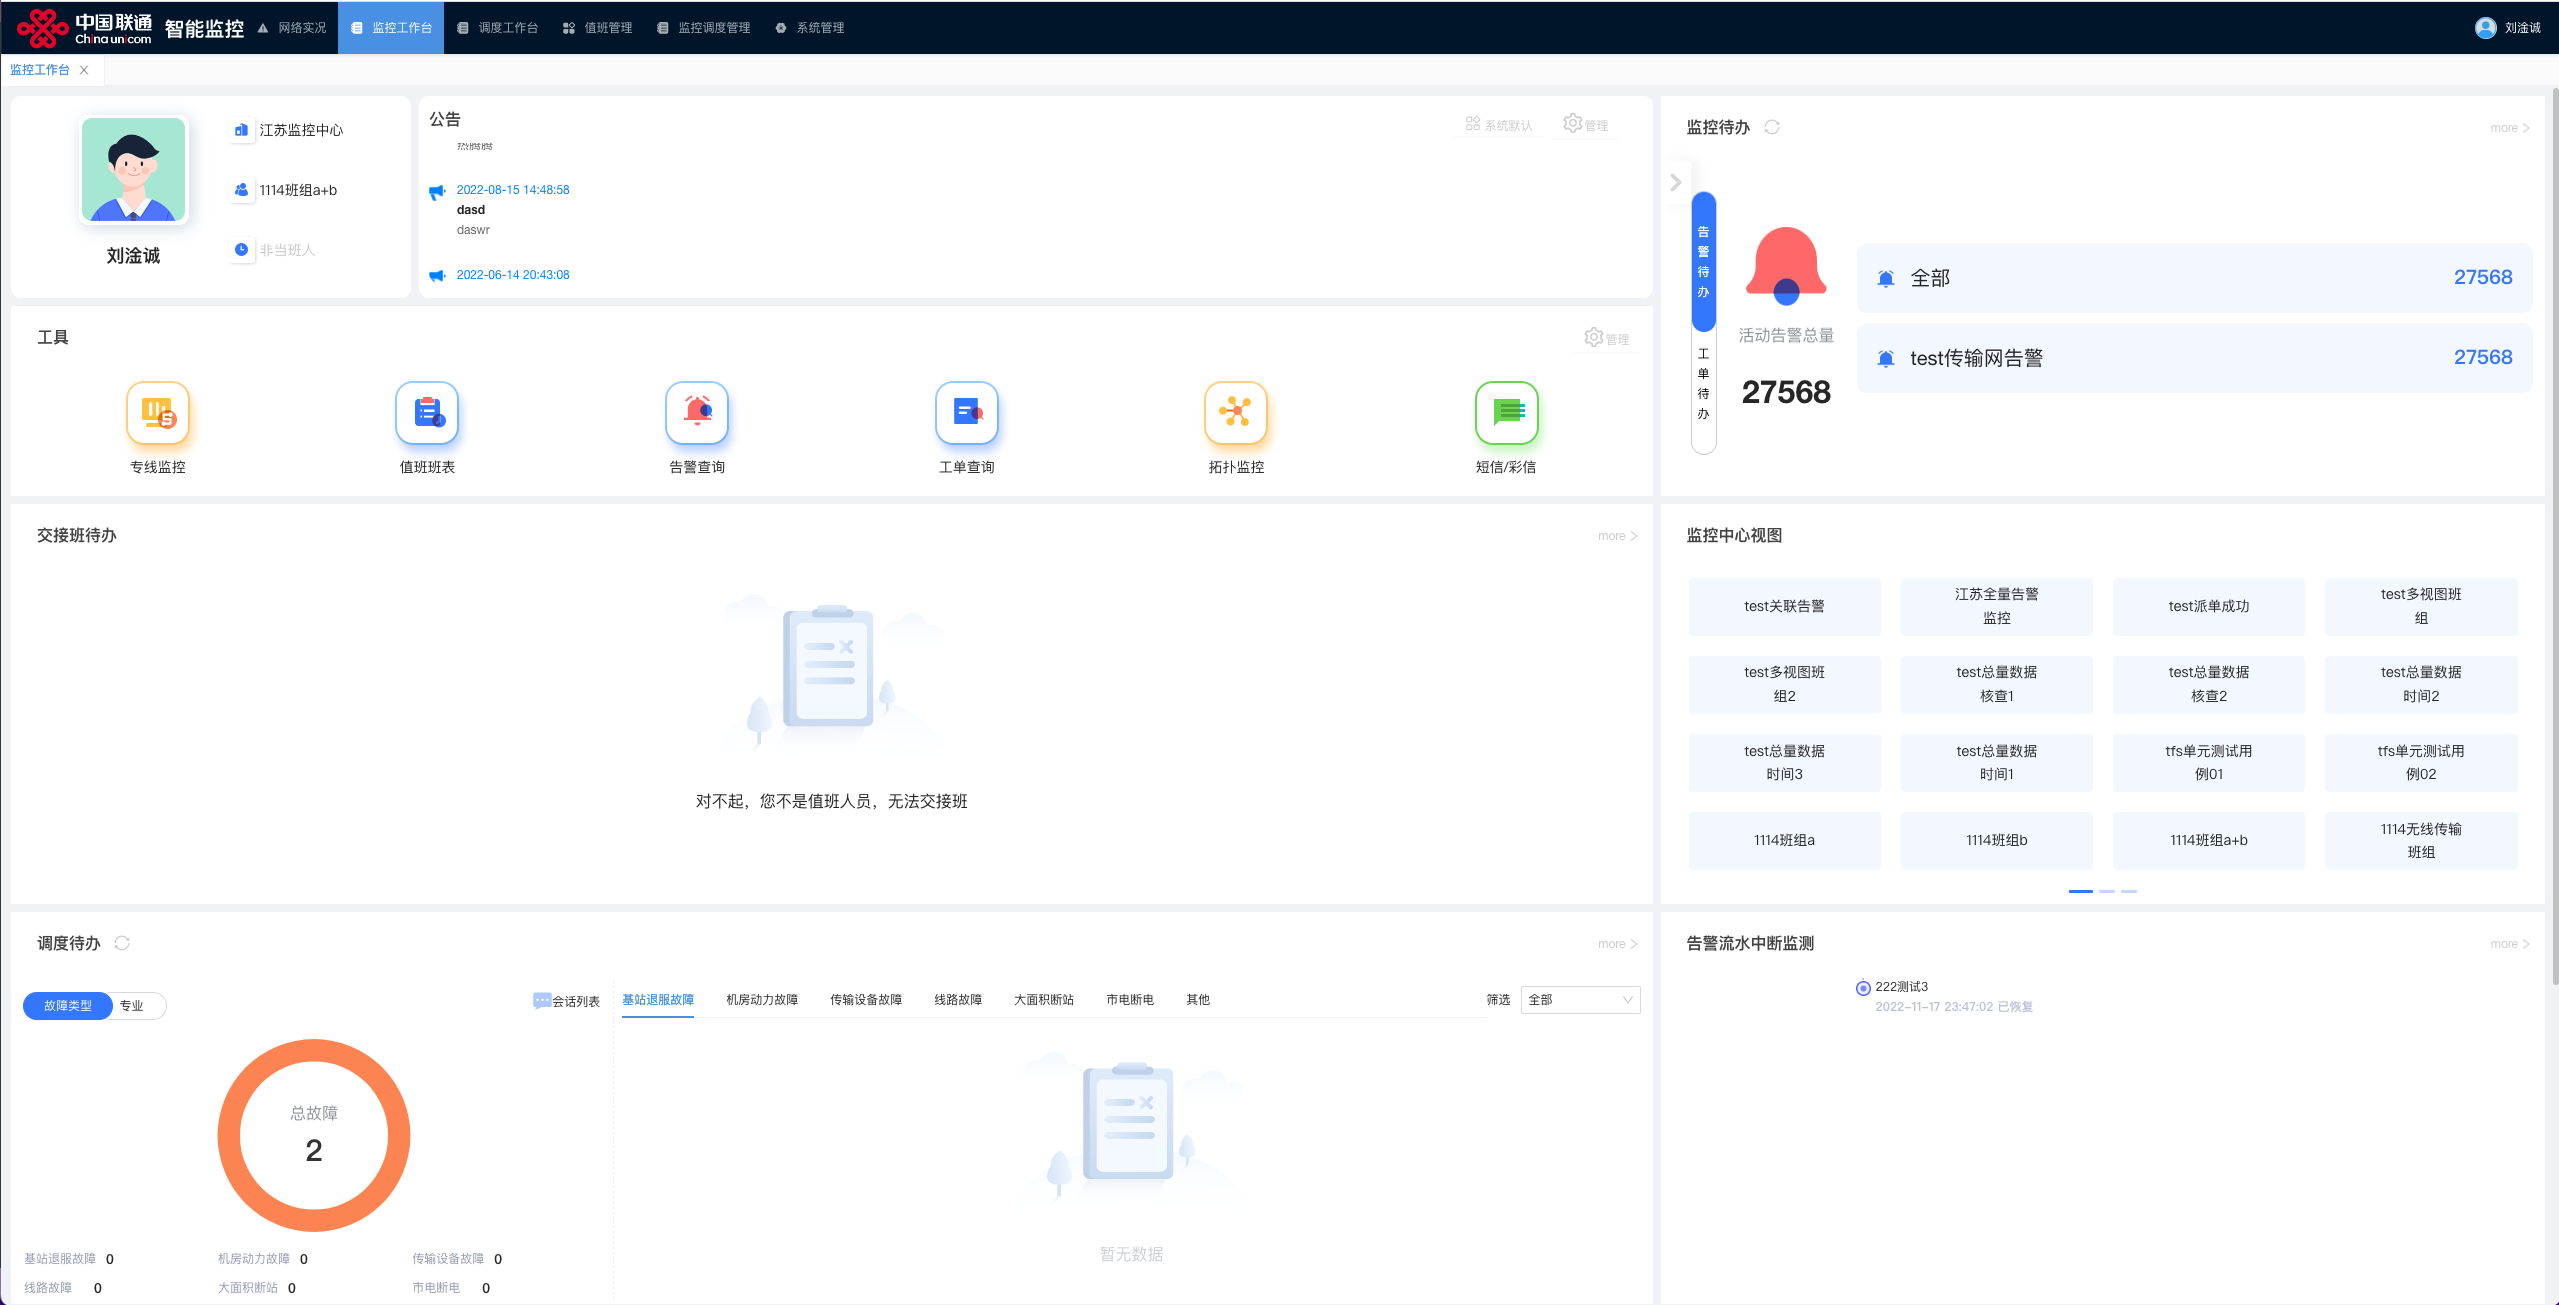 中国联通
China unicom
智能监控
网络实况
监控工作台
调度工作台
值班管理
监控调度管理
系统管理
刘淦诚
监控工作台
刘淦诚
江苏监控中心
1114班组a+b
非当班人
公告
系统默认
管理
热腾腾
2022-08-15 14:48:58
dasd
daswr
2022-06-14 20:43:08
工具
管理
专线监控
值班班表
告警查询
工单查询
拓扑监控
短信/彩信
监控待办
more
告警待办
工单待办
活动告警总量
27568
全部
27568
test传输网告警
27568
交接班待办
more
对不起，您不是值班人员，无法交接班
监控中心视图
test关联告警
江苏全量告警
监控
test派单成功
test多视图班
组
test多视图班
组2
test总量数据
核查1
test总量数据
核查2
test总量数据
时间2
test总量数据
时间3
test总量数据
时间1
tfs单元测试用
例01
tfs单元测试用
例02
1114班组a
1114班组b
1114班组a+b
1114无线传输
班组
调度待办
more
故障类型
专业
会话列表
总故障
2
基站退服故障 0
机房动力故障 0
传输设备故障 0
线路故障 0
大面积断站 0
市电断电 0
基站退服故障
机房动力故障
传输设备故障
线路故障
大面积断站
市电断电
其他
筛选
全部
暂无数据
告警流水中断监测
more
222测试3
2022-11-17 23:47:02 已恢复